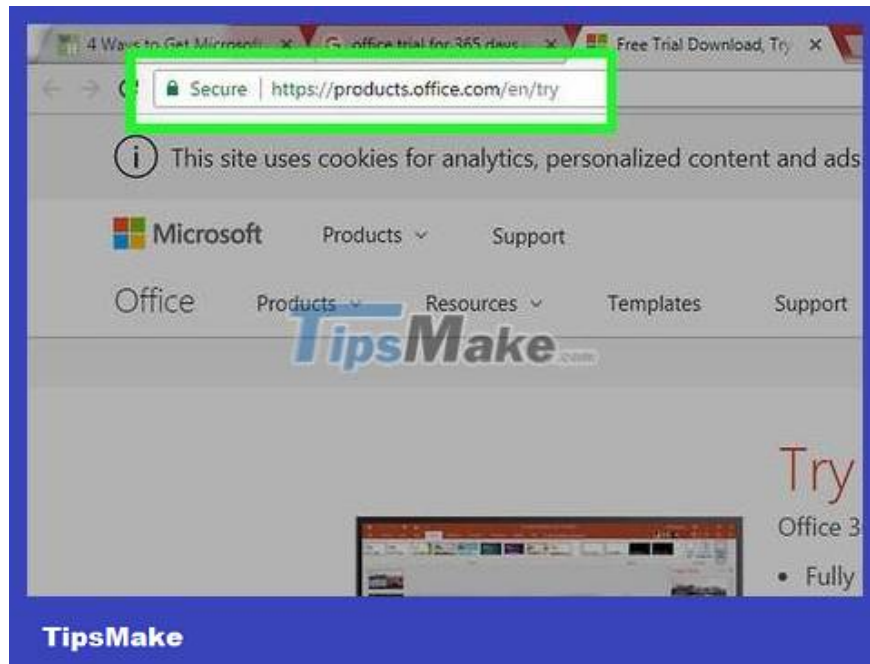 4 Ways to Get Microsoft
office trial for 365 days
Free Trial Download, Try
Secure | https://products.office.com/en/try
This site uses cookies for analytics, personalized content and ads
Microsoft Products Support
Office Products Resources Templates Support
TipsMake.com
Try
Office 3
• Fully
TipsMake